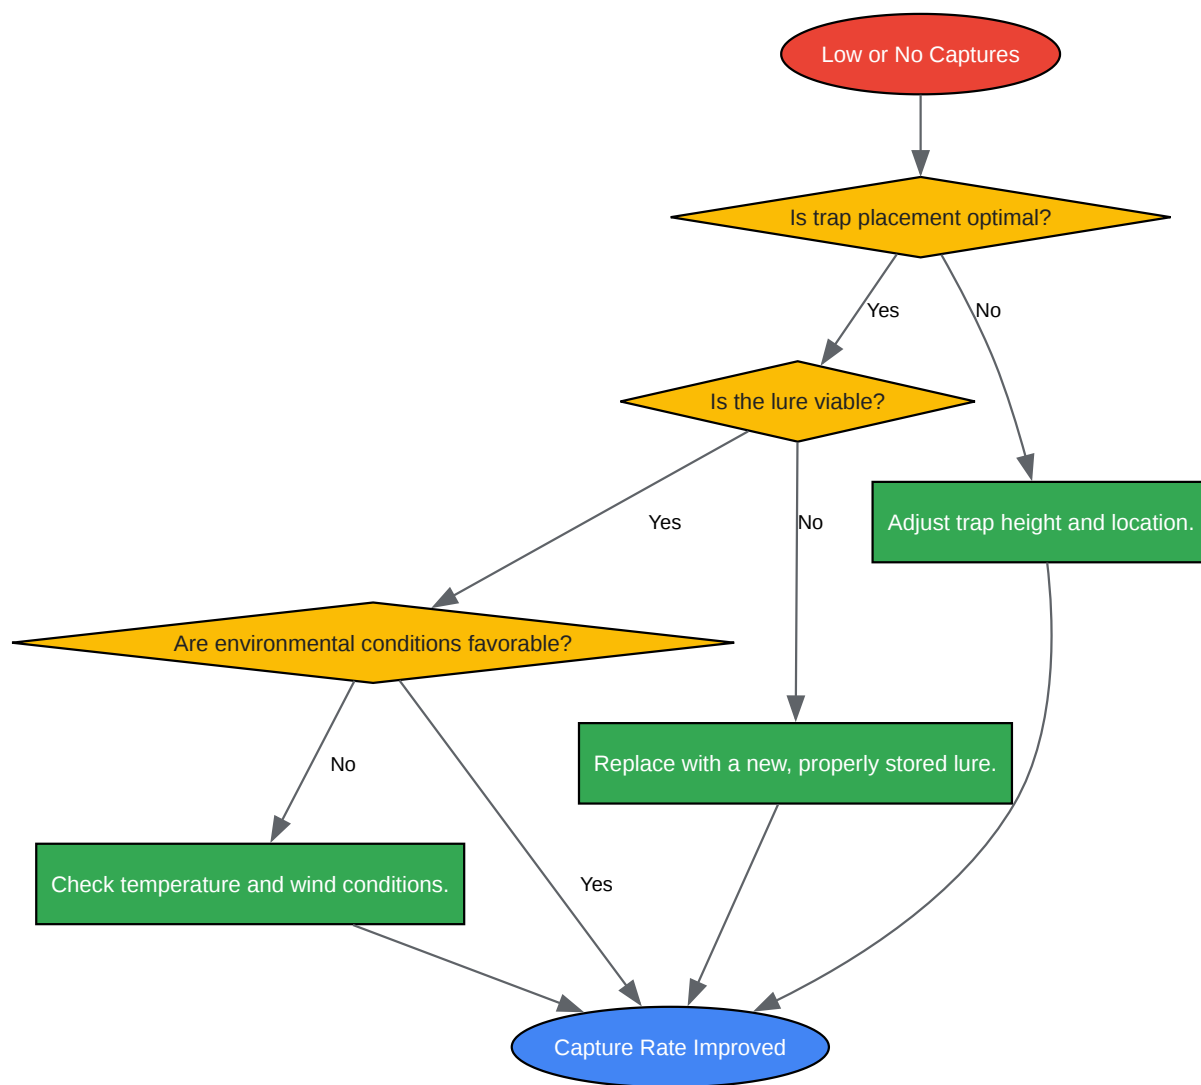 Low or No Captures
Is trap placement optimal?
Yes
No
Is the lure viable?
Yes
No
Adjust trap height and location.
Are environmental conditions favorable?
No
Replace with a new, properly stored lure.
Check temperature and wind conditions.
Yes
Capture Rate Improved